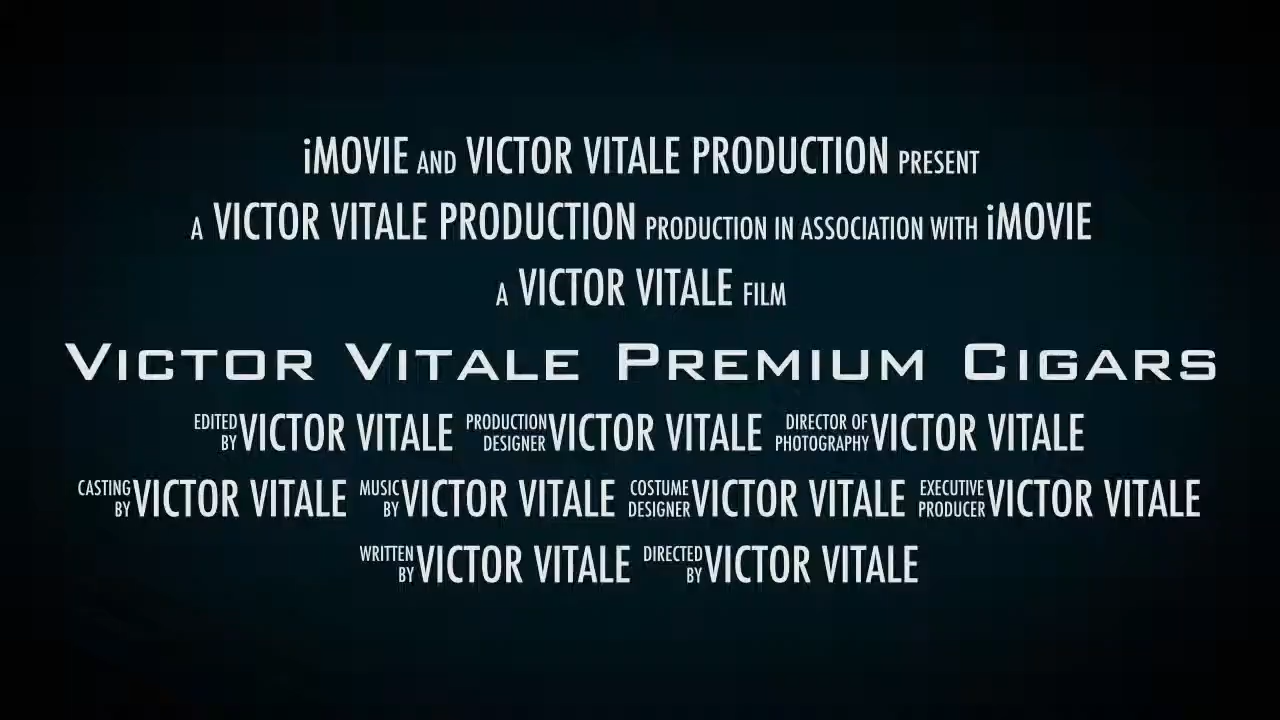 iMOVIE AND VICTOR VITALE PRODUCTION PRESENT
A VICTOR VITALE PRODUCTION PRODUCTION IN ASSOCIATION WITH iMOVIE
A VICTOR VITALE FILM
VICTOR VITALE PREMIUM CIGARS
EDITED BY VICTOR VITALE PRODUCTION DESIGNER VICTOR VITALE DIRECTOR OF PHOTOGRAPHY VICTOR VITALE
CASTING BY VICTOR VITALE MUSIC BY VICTOR VITALE COSTUME DESIGNER VICTOR VITALE EXECUTIVE PRODUCER VICTOR VITALE
WRITTEN BY VICTOR VITALE DIRECTED BY VICTOR VITALE